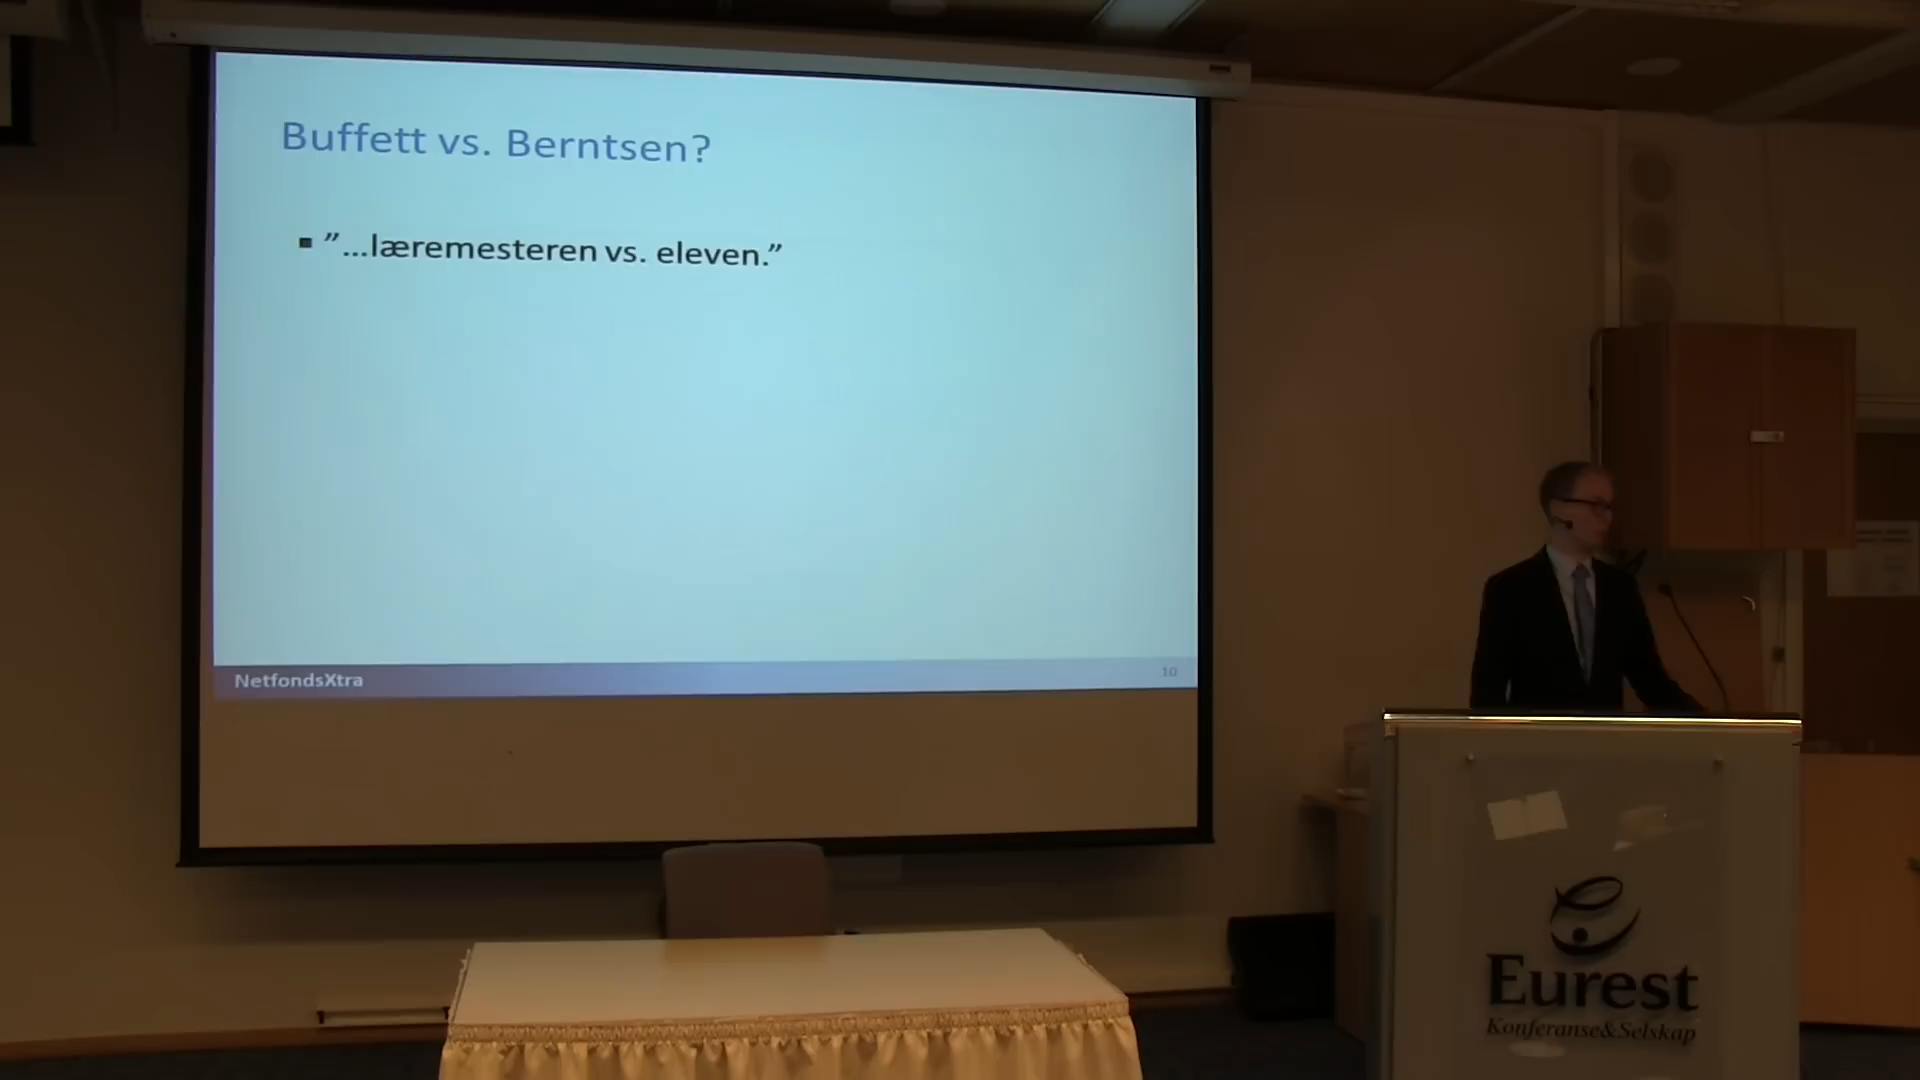 Buffett vs. Berntsen?
▪ ”...læremesteren vs. eleven.”
NetfondsXtra
10
Eurest
Konferanse&Selskap